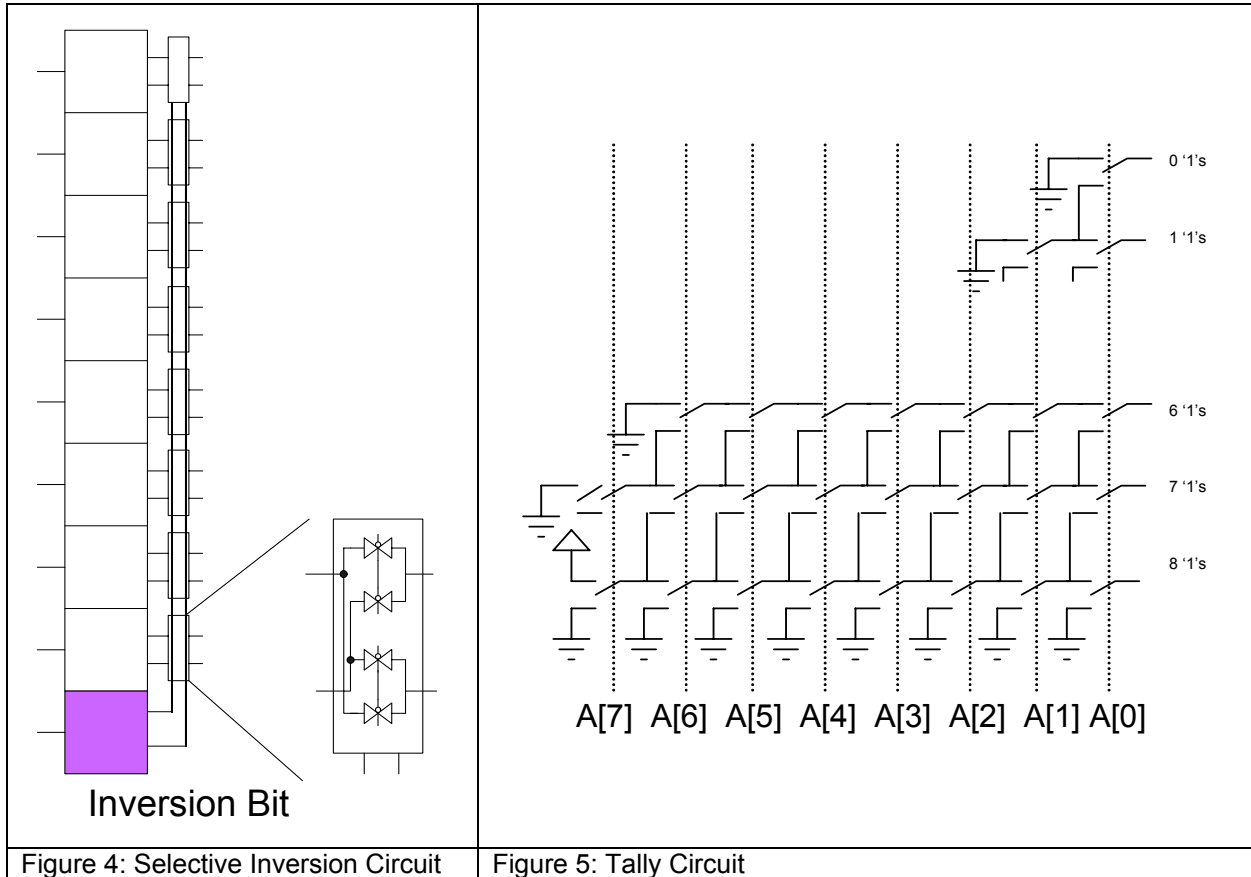 Inversion Bit
Figure 4: Selective Inversion Circuit
0 '1's
1 '1's
6 '1's
7 '1's
8 '1's
A[7] A[6] A[5] A[4] A[3] A[2] A[1] A[0]
Figure 5: Tally Circuit